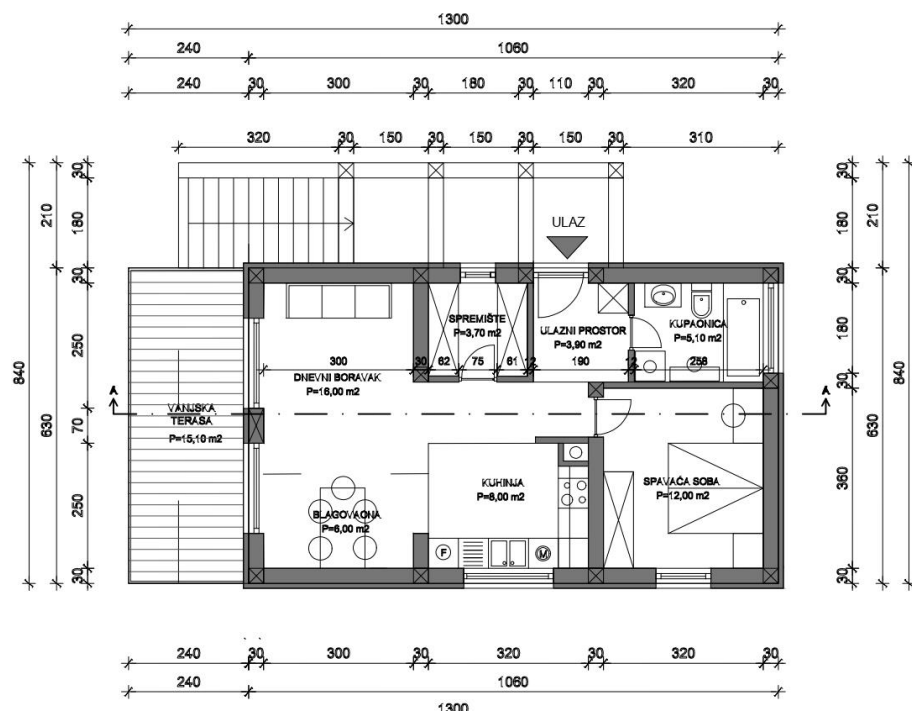 1300
240 1060
240 30 300 30 180 30 110 30 320 30
320 30 150 30 150 30 150 30 310
840 210 30 180 630 30 250 70 250 30
30 180 30 180 30 360 30 210 630 840
ULAZ
SPREMIŠTE
P=3,70 m2
ULAZNI PROSTOR
P=3,90 m2
KUPAONICA
P=5,10 m2
300 30 62 75 61 12 190 12 258
DNEVNI BORAVAK
P=16,00 m2
A A
VANJSKA
TERASA
P=15,10 m2
KUHINJA
P=8,00 m2
SPAVAĆA SOBA
P=12,00 m2
BLAGOVAONA
P=6,00 m2
F M
240 30 300 30 320 30 320 30
240 1060
1300